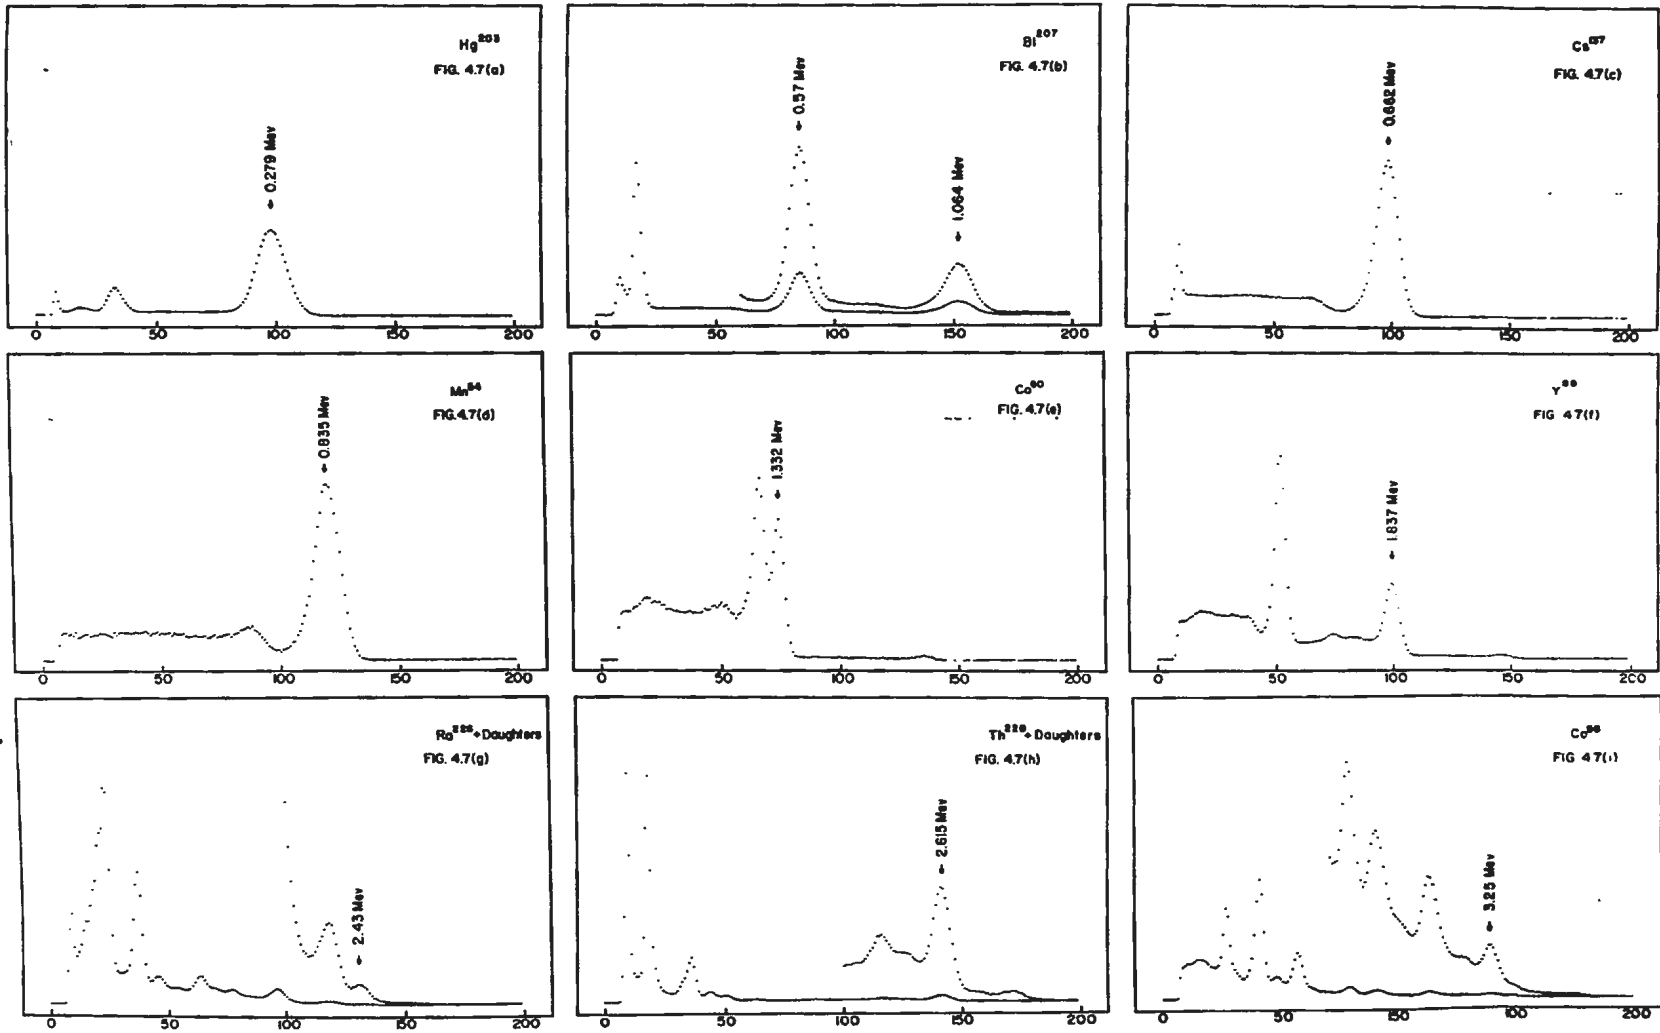 Hg203
FIG. 4.7(a)
0.279 Mev
0 50 100 150 200
Bi207
FIG. 4.7(b)
0.57 Mev
1.064 Mev
0 50 100 150 200
Cs137
FIG. 4.7(c)
0.662 Mev
0 50 100 150 200
Mn54
FIG. 4.7(d)
0.835 Mev
0 50 100 150 200
Co60
FIG. 4.7(e)
1.332 Mev
0 50 100 150 200
Y88
FIG 4.7(f)
1.837 Mev
0 50 100 150 200
Ra226 + Daughters
FIG. 4.7(g)
2.43 Mev
0 50 100 150 200
Th228 + Daughters
FIG. 4.7(h)
2.615 Mev
0 50 100 150 200
Co56
FIG 4.7(i)
3.25 Mev
0 50 100 150 200